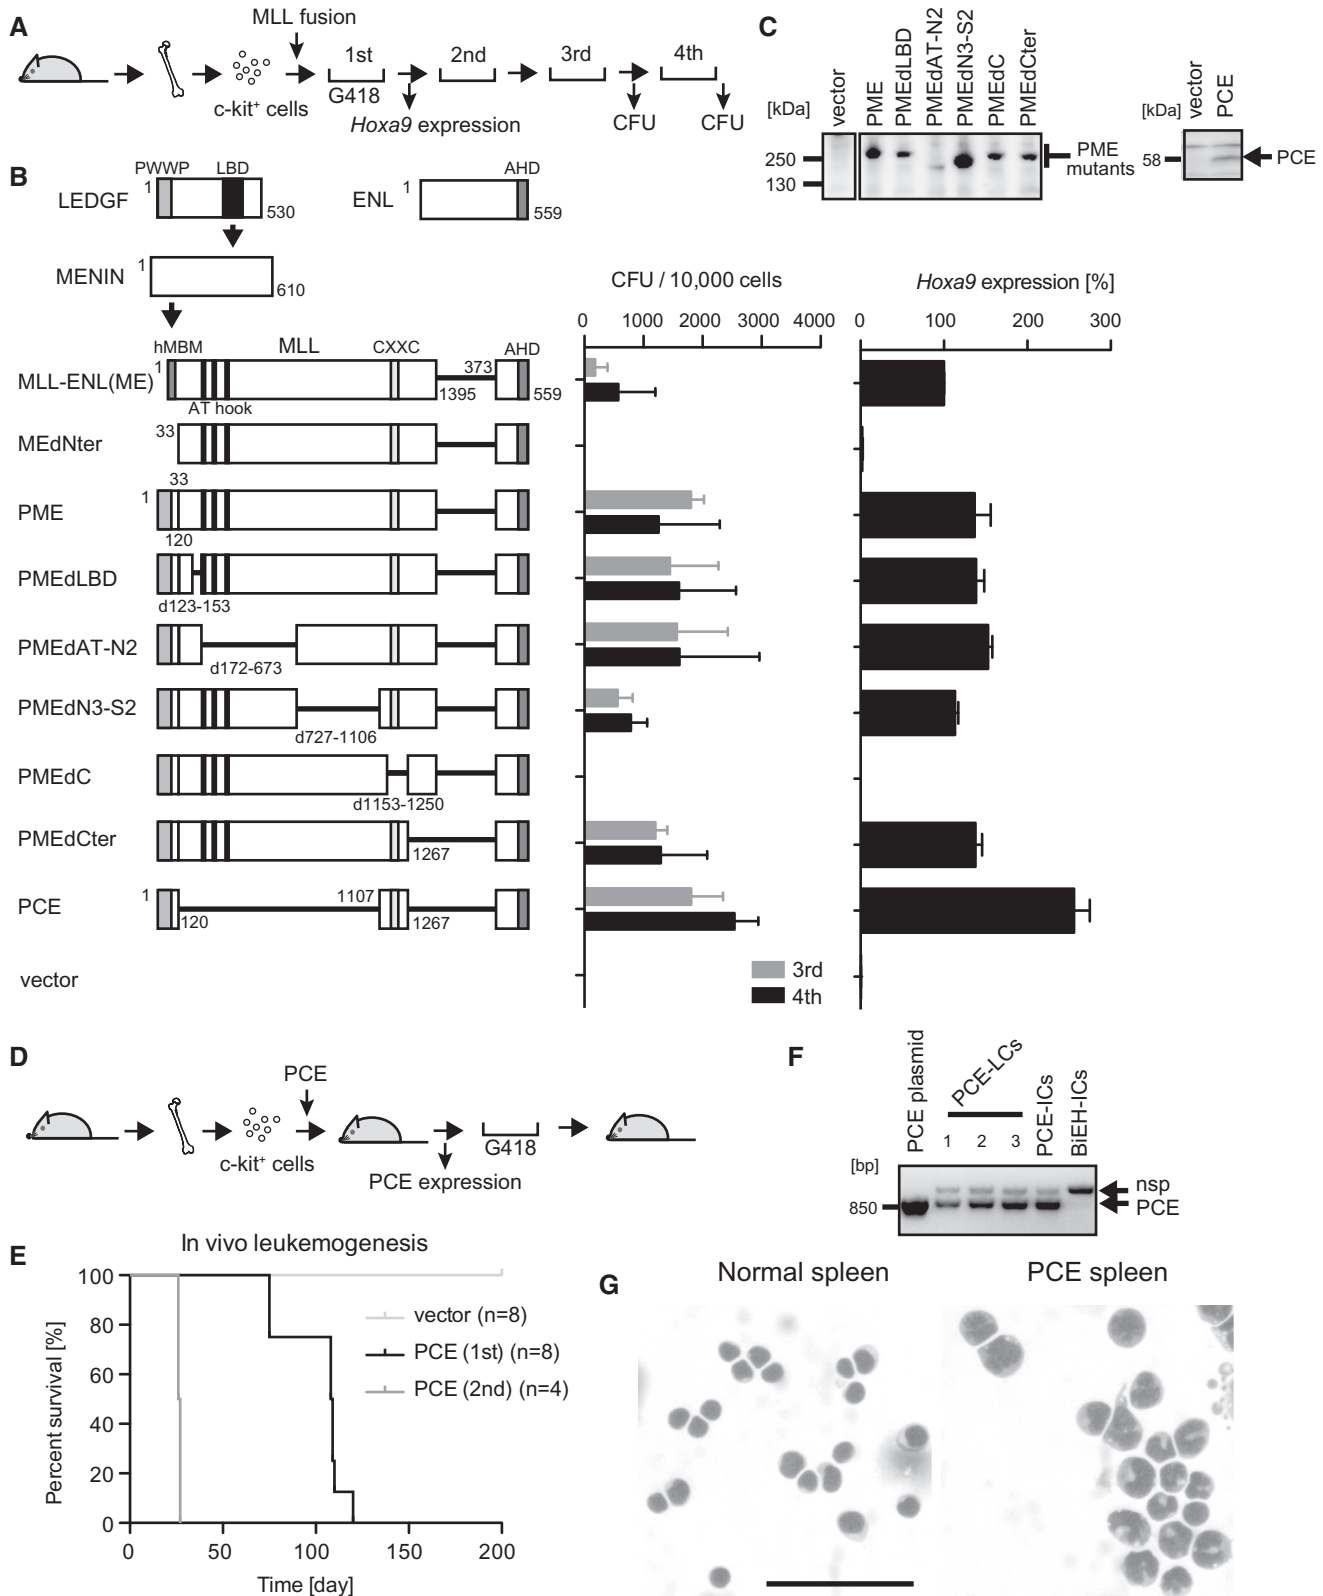 A
MLL fusion
1st
2nd
3rd
4th
G418
c-kit+ cells
Hoxa9 expression
CFU
CFU
C
[kDa]
vector
PME
PMEdLBD
PMEdAT-N2
PMEdN3-S2
PMEdC
PMEdCter
250
130
PME
mutants
[kDa]
vector
PCE
58
PCE
B
PWWP
LBD
LEDGF
1
530
ENL
1
AHD
559
MENIN
1
610
hMBM
MLL
CXXC
AHD
MLL-ENL(ME)
1
373
1395
559
AT hook
MEdNter
33
33
PME
1
120
PMEdLBD
d123-153
PMEdAT-N2
d172-673
PMEdN3-S2
d727-1106
PMEdC
d1153-1250
PMEdCter
1267
PCE
1
120
1107
1267
vector
CFU / 10,000 cells
0 1000 2000 3000 4000
3rd
4th
Hoxa9 expression [%]
0 100 200 300
D
PCE
c-kit+ cells
PCE expression
G418
F
PCE plasmid
PCE-LCs
1 2 3
PCE-ICs
BiEH-ICs
[bp]
850
nsp
PCE
E
In vivo leukemogenesis
Percent survival [%]
100
80
60
40
20
0
0 50 100 150 200
Time [day]
vector (n=8)
PCE (1st) (n=8)
PCE (2nd) (n=4)
G
Normal spleen
PCE spleen